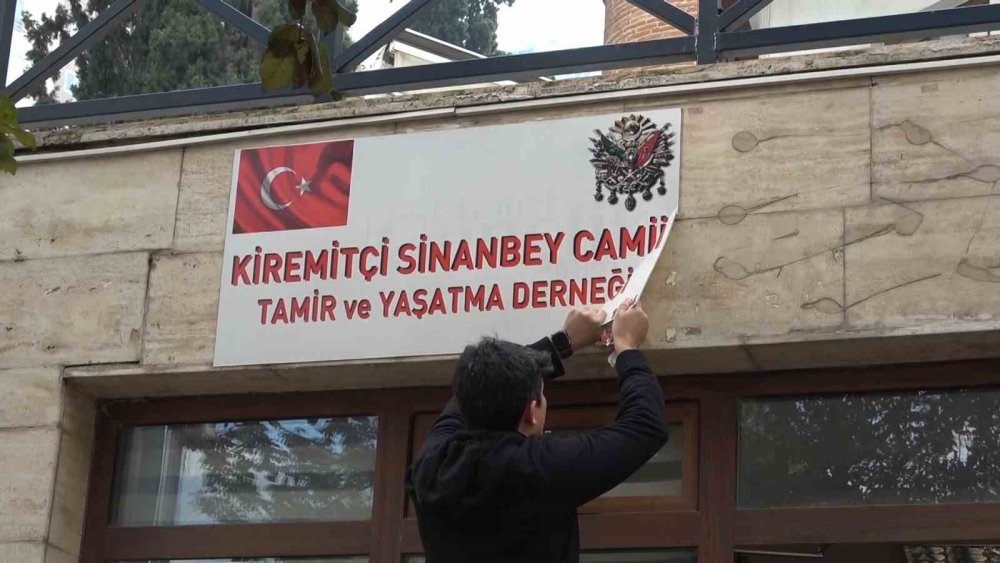 KİREMİTÇİ SİNANBEY CAMİİ
TAMİR ve YAŞATMA DERNEĞİ